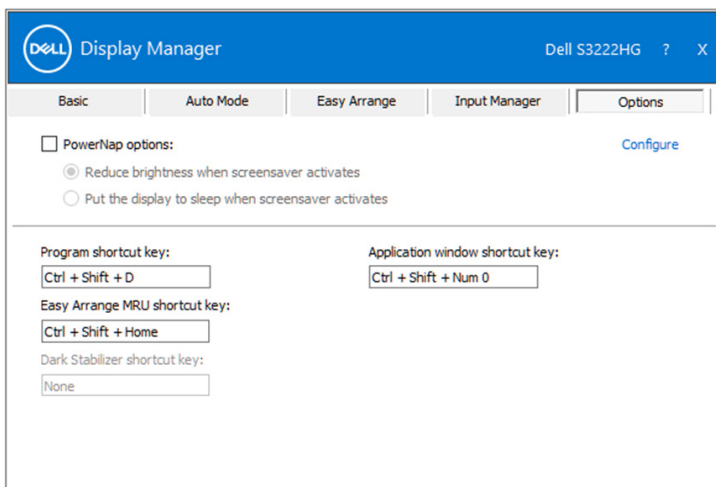 DELL Display Manager Dell S3222HG ? X
Basic Auto Mode Easy Arrange Input Manager Options
PowerNap options: Configure
Reduce brightness when screensaver activates
Put the display to sleep when screensaver activates
Program shortcut key: Application window shortcut key:
Ctrl + Shift + D Ctrl + Shift + Num 0
Easy Arrange MRU shortcut key:
Ctrl + Shift + Home
Dark Stabilizer shortcut key:
None